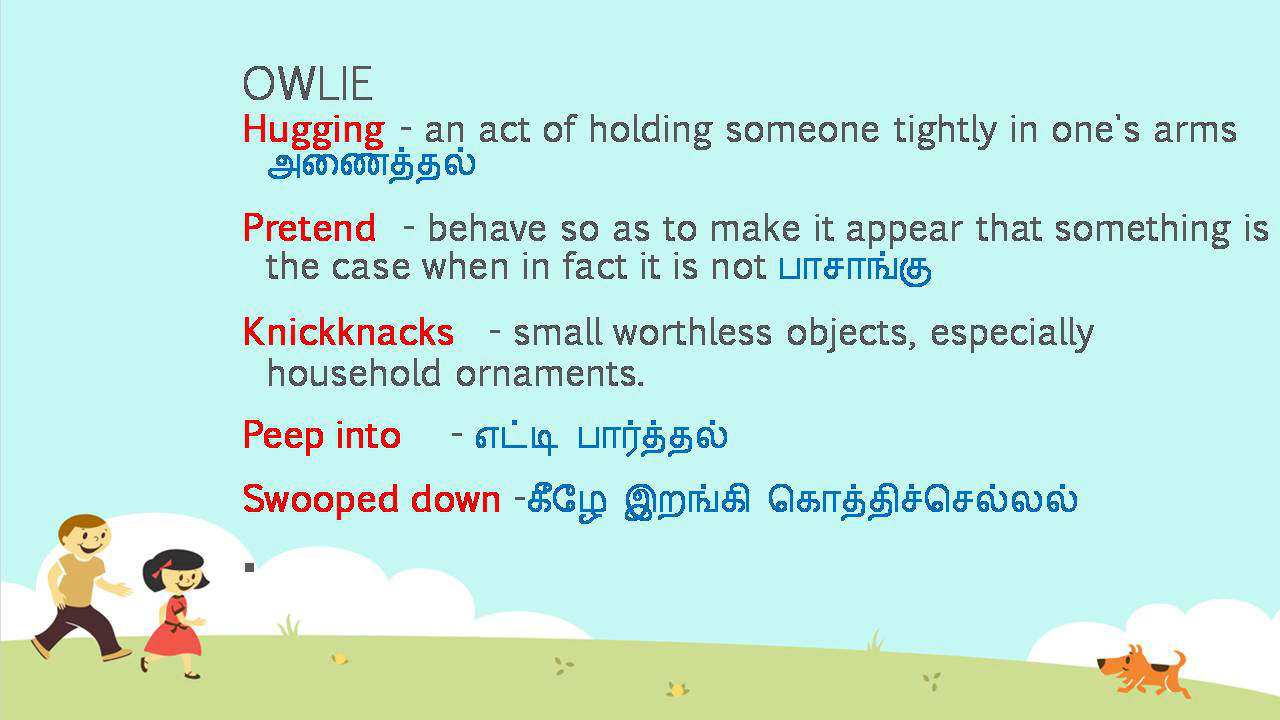 OWLIE
Hugging - an act of holding someone tightly in one's arms
அணைத்தல்
Pretend - behave so as to make it appear that something is
the case when in fact it is not பாசாங்கு
Knickknacks - small worthless objects, especially
household ornaments.
Peep into - எட்டி பார்த்தல்
Swooped down -கீழே இறங்கி கொத்திச்செல்லல்